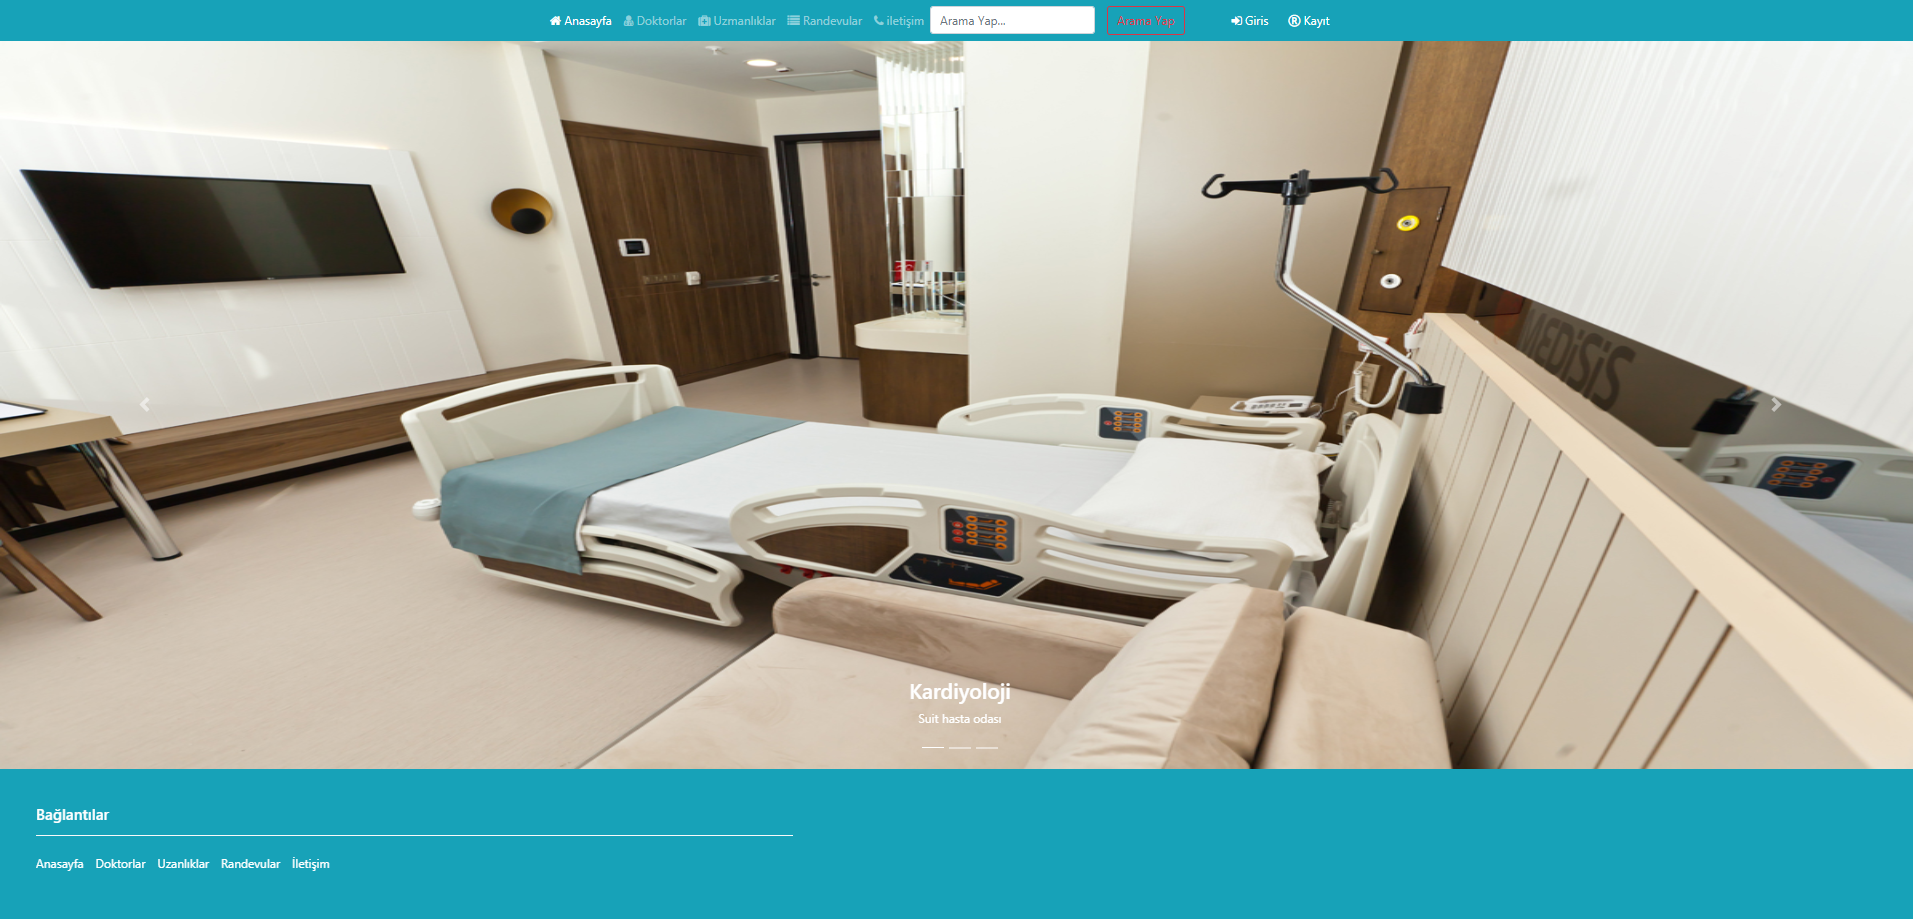 Anasayfa Doktorlar Uzmanlıklar Randevular iletişim Arama Yap... Arama Yap Giris Kayıt
MEDİSİS
Kardiyoloji
Suit hasta odası
Bağlantılar
Anasayfa Doktorlar Uzanlıklar Randevular İletişim